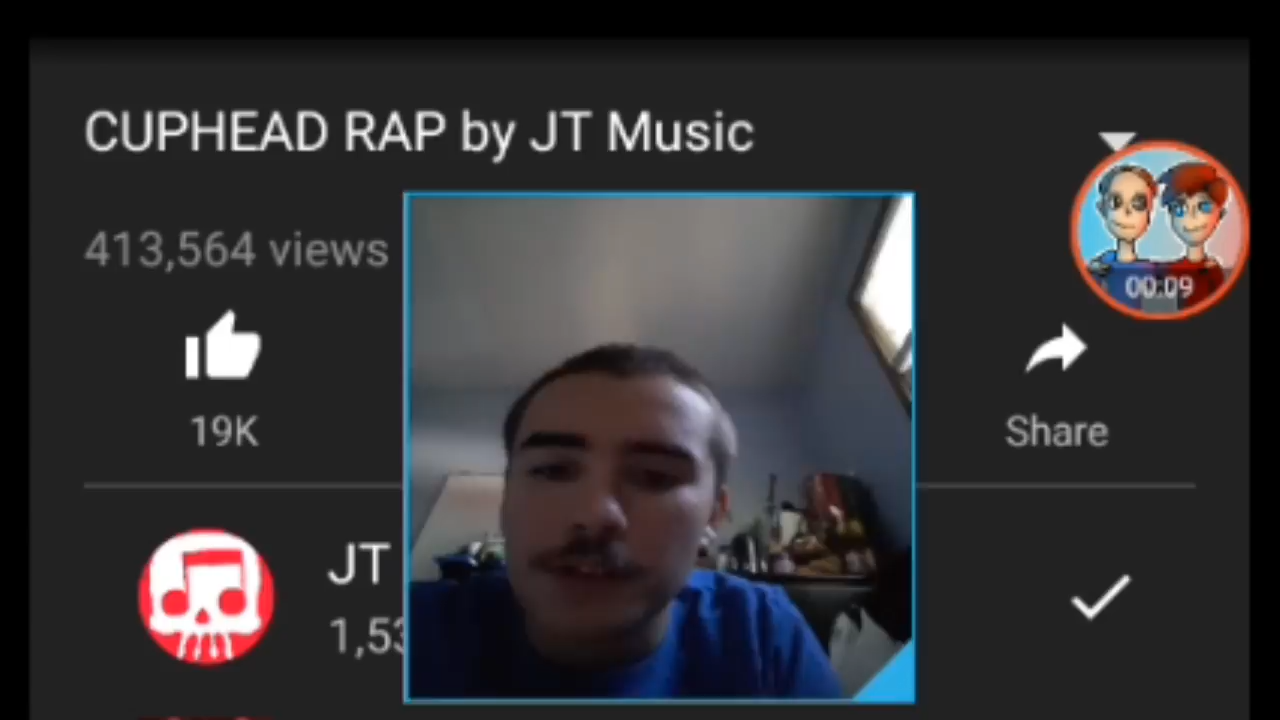 CUPHEAD RAP by JT Music
413,564 views
00:09
19K
Share
JT
1,53